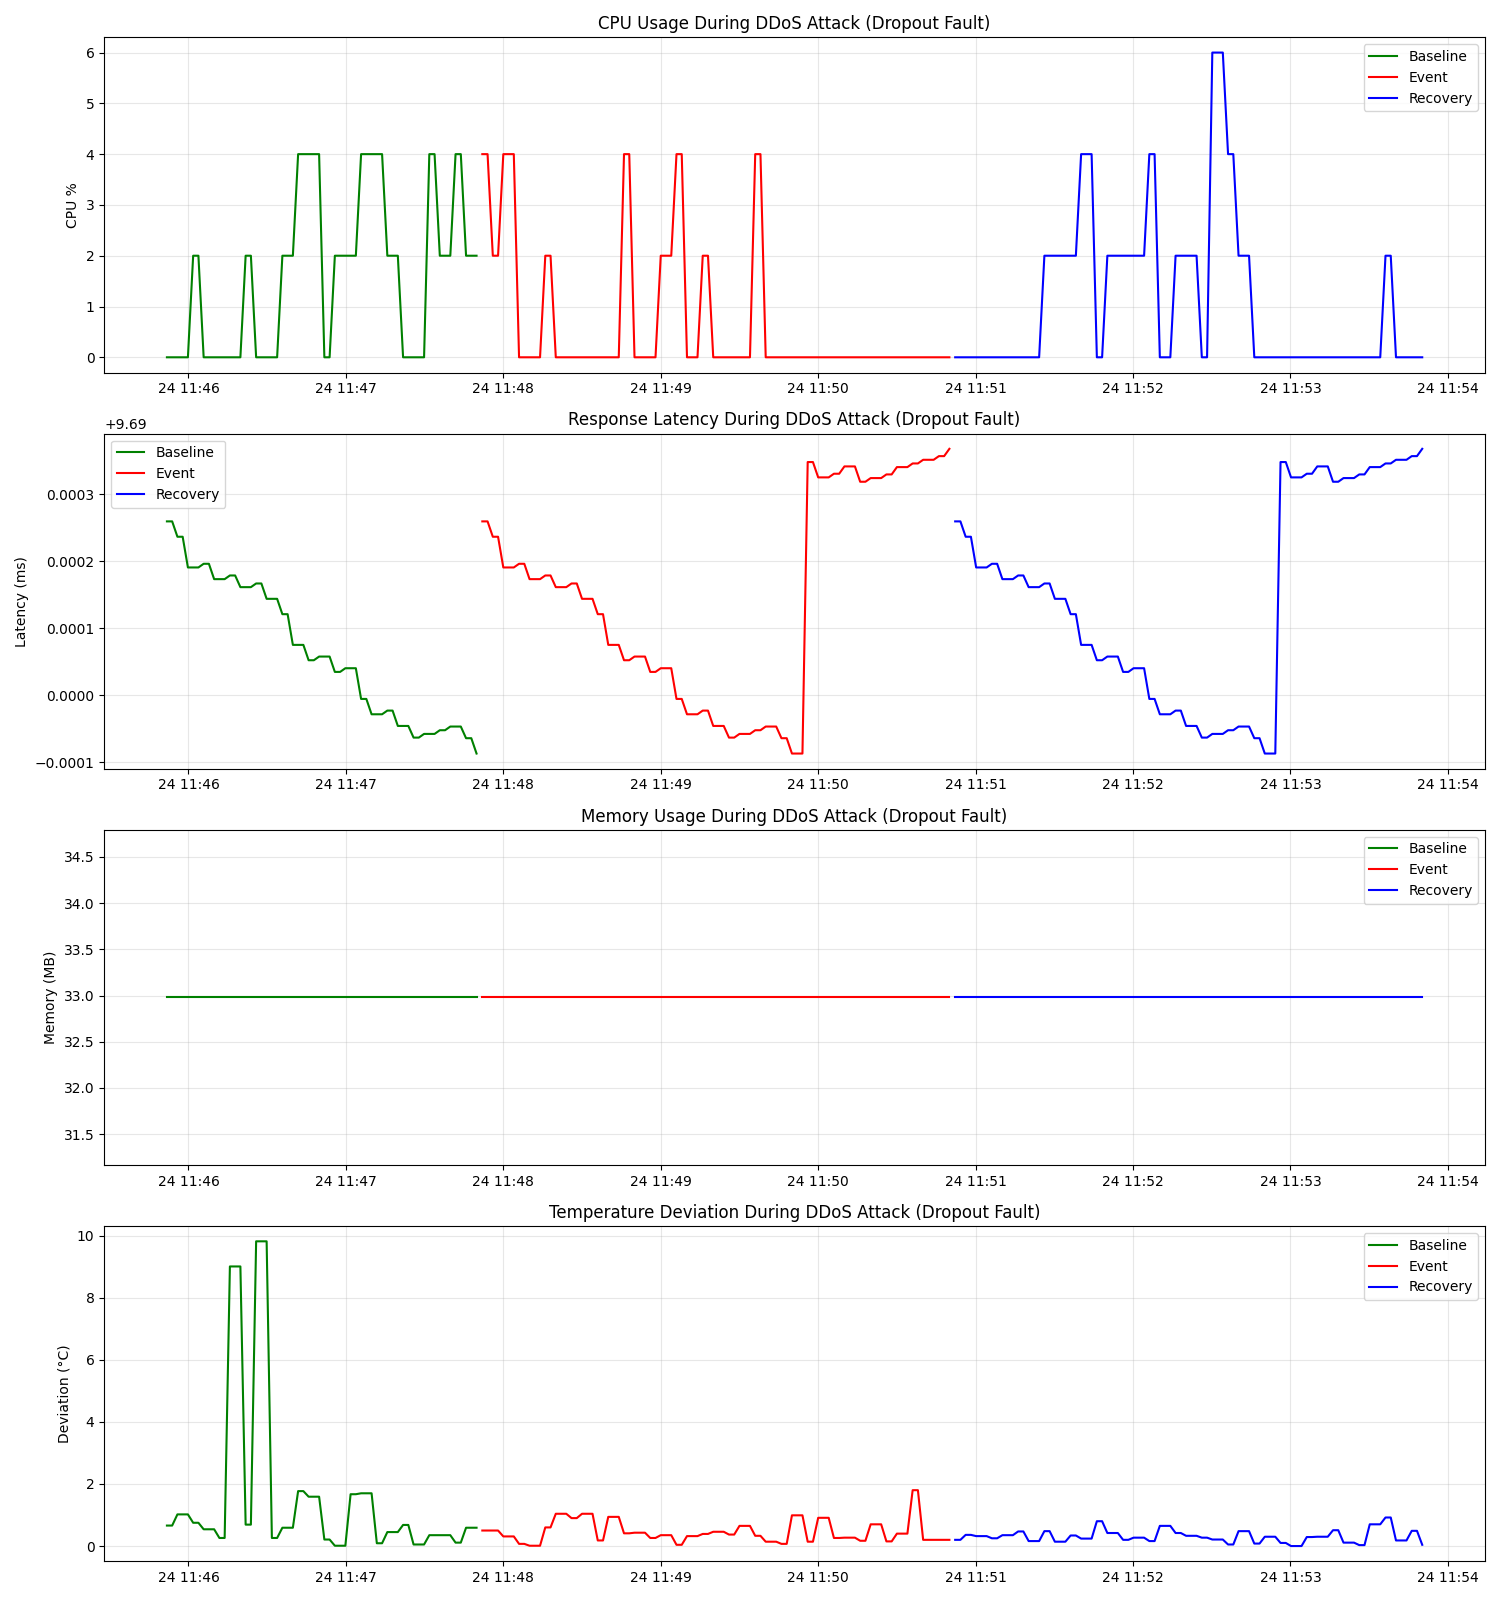 CPU Usage During DDoS Attack (Dropout Fault)
CPU %
6
5
4
3
2
1
0
Baseline
Event
Recovery
24 11:46 24 11:47 24 11:48 24 11:49 24 11:50 24 11:51 24 11:52 24 11:53 24 11:54
Response Latency During DDoS Attack (Dropout Fault)
+9.69
Latency (ms)
0.0003
0.0002
0.0001
0.0000
−0.0001
Baseline
Event
Recovery
24 11:46 24 11:47 24 11:48 24 11:49 24 11:50 24 11:51 24 11:52 24 11:53 24 11:54
Memory Usage During DDoS Attack (Dropout Fault)
Memory (MB)
34.5
34.0
33.5
33.0
32.5
32.0
31.5
Baseline
Event
Recovery
24 11:46 24 11:47 24 11:48 24 11:49 24 11:50 24 11:51 24 11:52 24 11:53 24 11:54
Temperature Deviation During DDoS Attack (Dropout Fault)
Deviation (°C)
10
8
6
4
2
0
Baseline
Event
Recovery
24 11:46 24 11:47 24 11:48 24 11:49 24 11:50 24 11:51 24 11:52 24 11:53 24 11:54